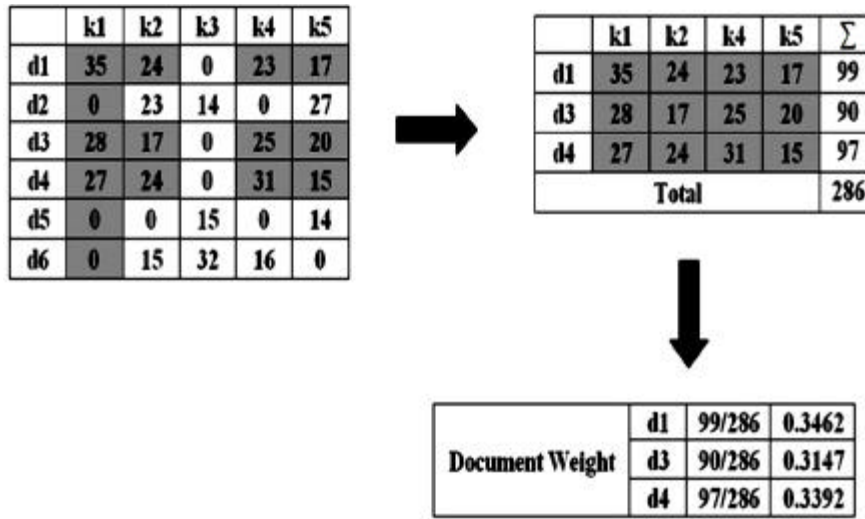 k1 k2 k3 k4 k5
d1 35 24 0 23 17
d2 0 23 14 0 27
d3 28 17 0 25 20
d4 27 24 0 31 15
d5 0 0 15 0 14
d6 0 15 32 16 0
k1 k2 k4 k5 ∑
d1 35 24 23 17 99
d3 28 17 25 20 90
d4 27 24 31 15 97
Total 286
Document Weight
d1 99/286 0.3462
d3 90/286 0.3147
d4 97/286 0.3392